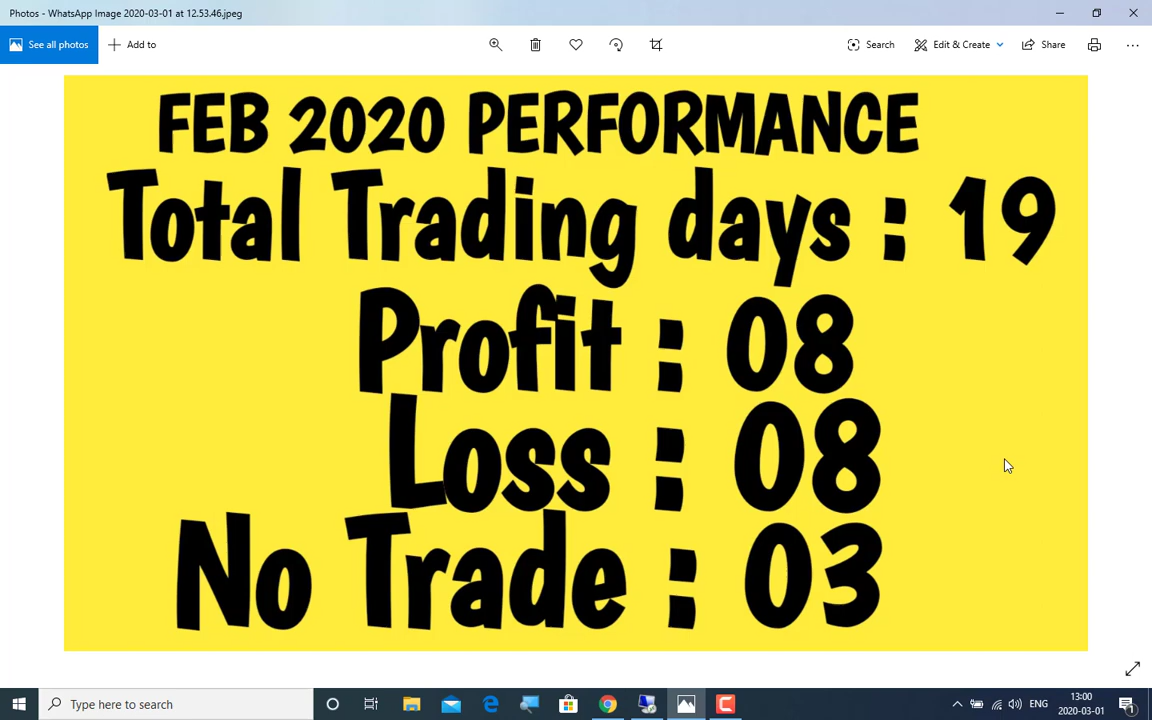 Photos - WhatsApp Image 2020-03-01 at 12.53.46.jpeg
See all photos
Add to
Search
Edit & Create
Share
FEB 2020 PERFORMANCE
Total Trading days : 19
Profit : 08
Loss : 08
No Trade : 03
Type here to search
ENG
13:00
2020-03-01
1